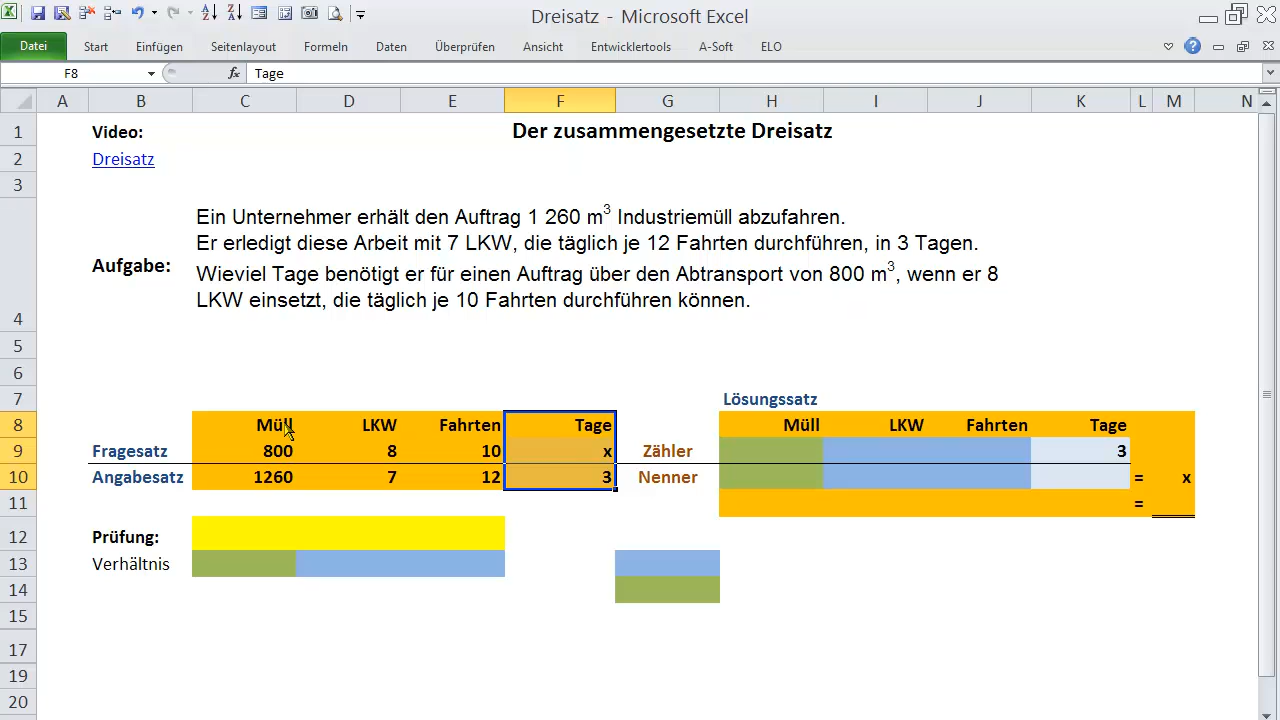 Dreisatz - Microsoft Excel
Datei Start Einfügen Seitenlayout Formeln Daten Überprüfen Ansicht Entwicklertools A-Soft ELO
F8 fx Tage
A B C D E F G H I J K L M N
1 Video: Der zusammengesetzte Dreisatz
2 Dreisatz
3
Ein Unternehmer erhält den Auftrag 1 260 m³ Industriemüll abzufahren.
Er erledigt diese Arbeit mit 7 LKW, die täglich je 12 Fahrten durchführen, in 3 Tagen.
Aufgabe:
Wieviel Tage benötigt er für einen Auftrag über den Abtransport von 800 m³, wenn er 8
LKW einsetzt, die täglich je 10 Fahrten durchführen können.
4
5
6
7 Lösungssatz
8 Müll LKW Fahrten Tage Müll LKW Fahrten Tage
9 Fragesatz 800 8 10 x Zähler 3
10 Angabesatz 1260 7 12 3 Nenner = x
11 =
12 Prüfung:
13 Verhältnis
14
15
17
19
20